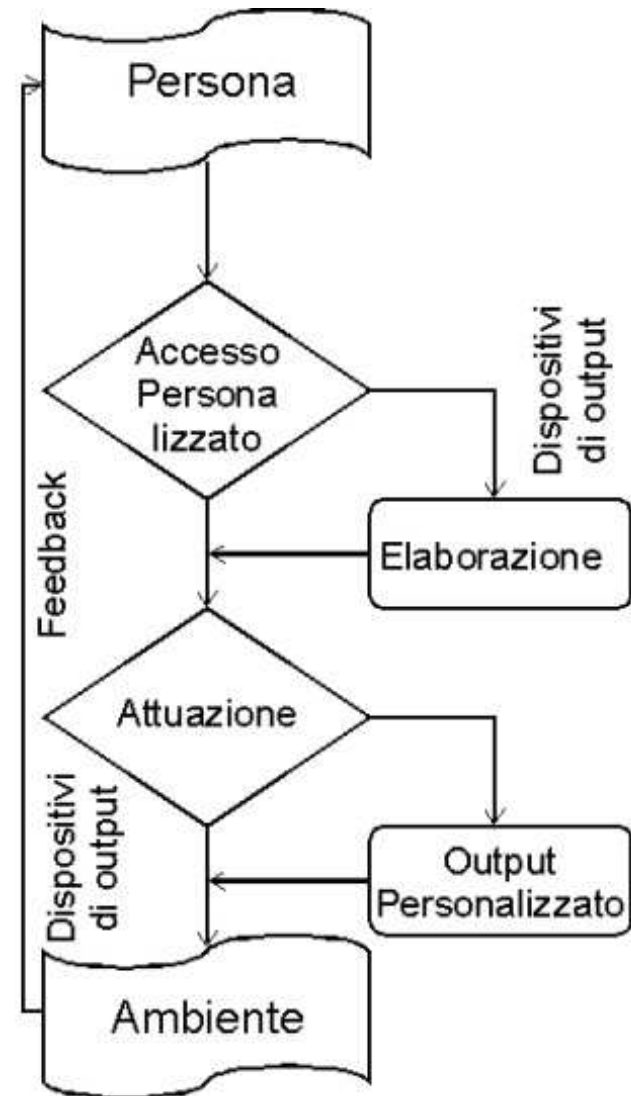 Persona
Accesso
Persona
lizzato
Dispositivi
di output
Elaborazione
Feedback
Attuazione
Dispositivi
di output
Output
Personalizzato
Ambiente